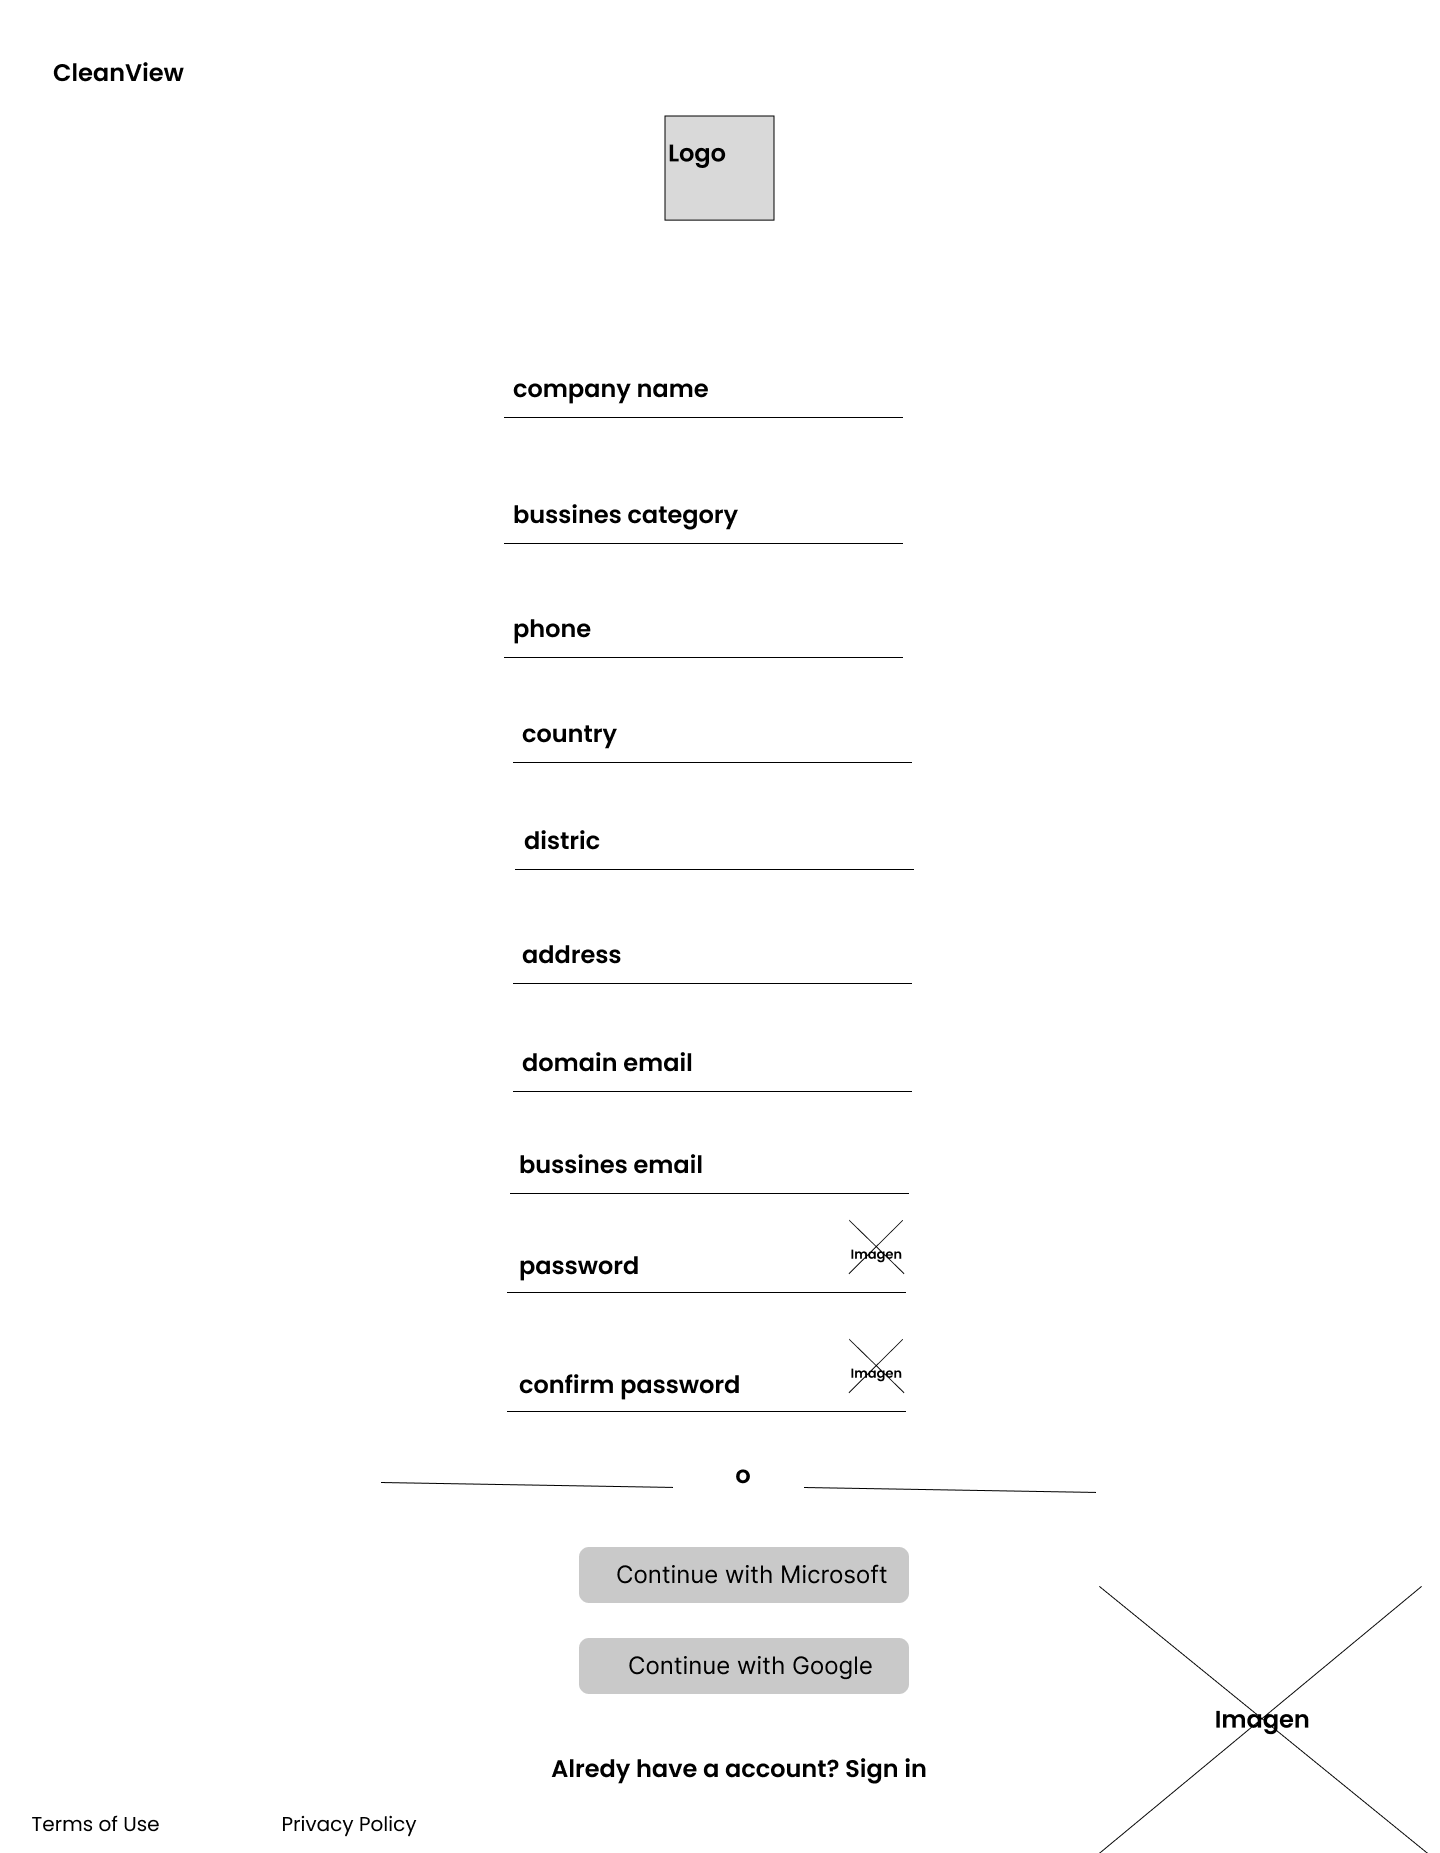 CleanView
Logo
company name
bussines category
phone
country
distric
address
domain email
bussines email
password
Imagen
confirm password
Imagen
o
Continue with Microsoft
Continue with Google
Imagen
Alredy have a account? Sign in
Terms of Use
Privacy Policy